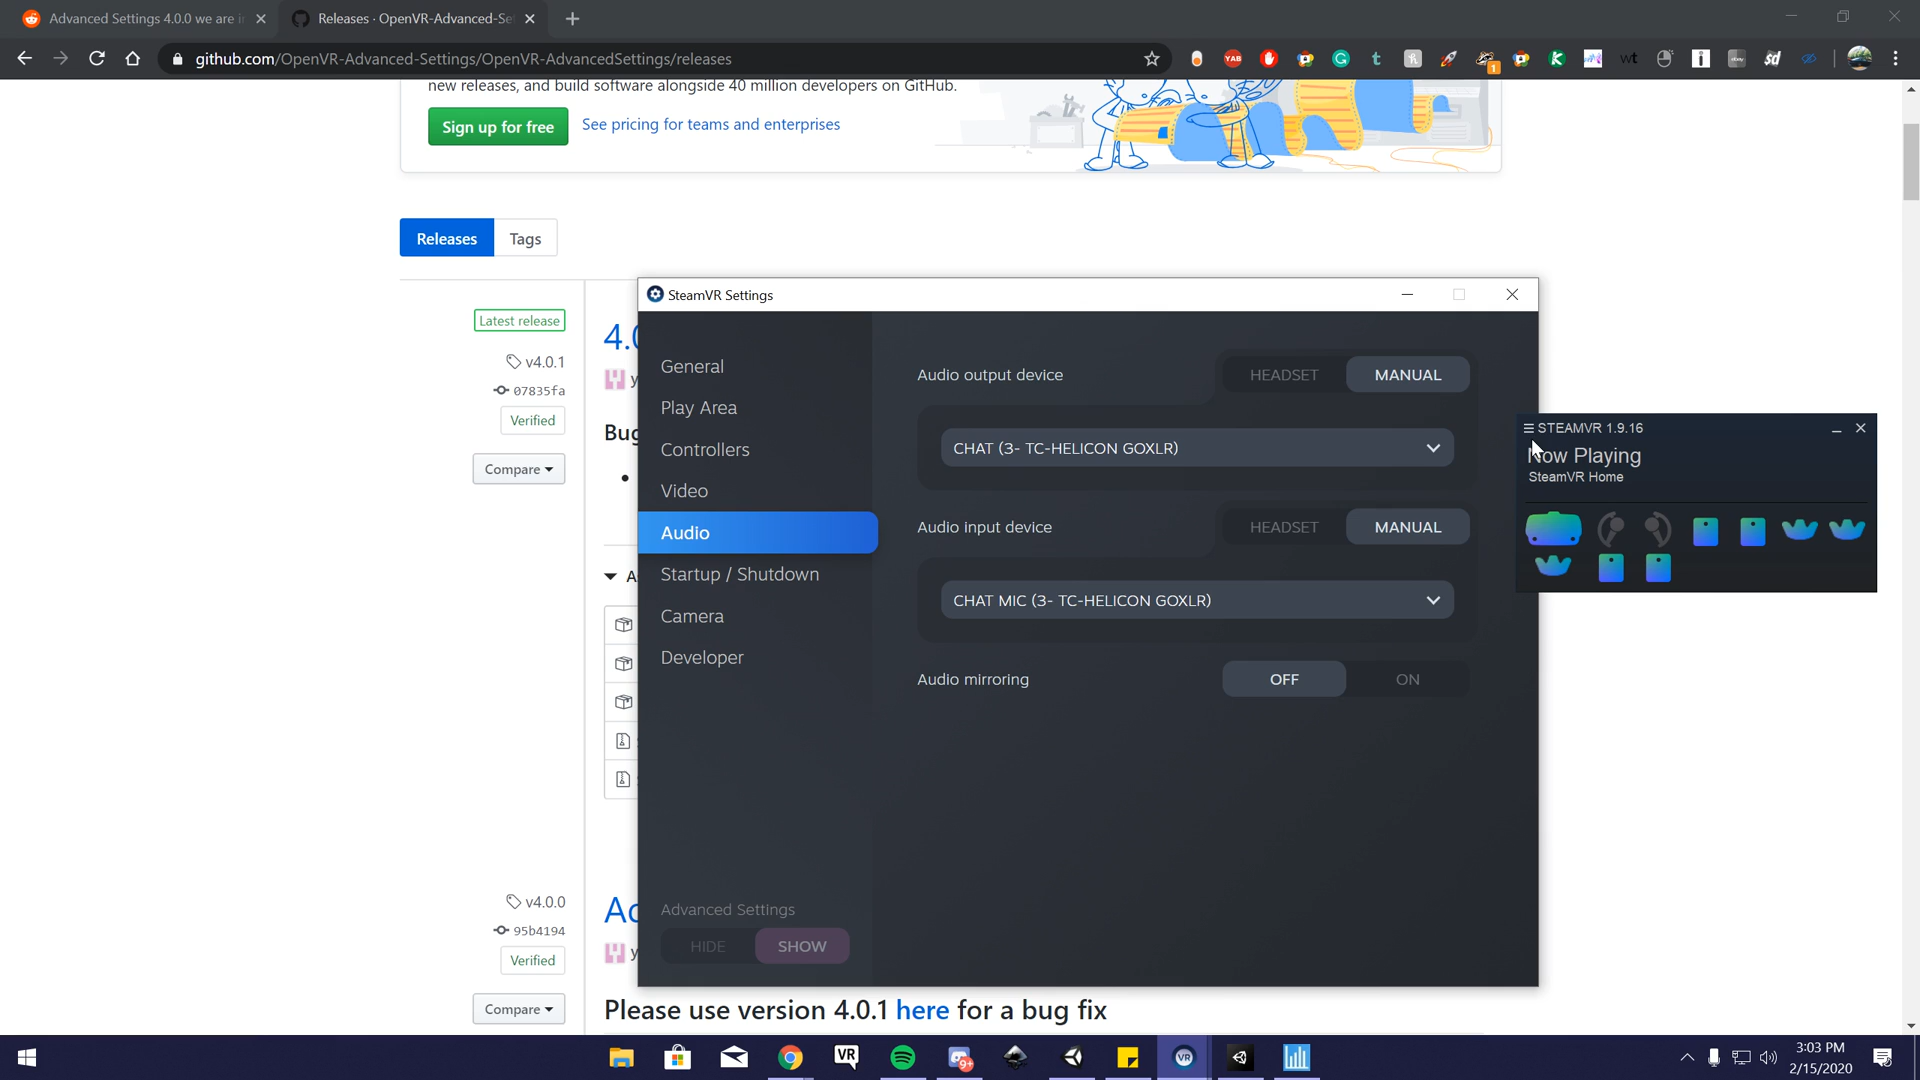 Advanced Settings 4.0.0 we are i
Releases · OpenVR-Advanced-Se
github.com/OpenVR-Advanced-Settings/OpenVR-AdvancedSettings/releases
new releases, and build software alongside 40 million developers on GitHub.
Sign up for free
See pricing for teams and enterprises
Releases
Tags
Latest release
v4.0.1
07835fa
Verified
Compare
4.0
y
Bug
A
SteamVR Settings
General
Play Area
Controllers
Video
Audio
Startup / Shutdown
Camera
Developer
Advanced Settings
HIDE
SHOW
Audio output device
HEADSET
MANUAL
CHAT (3- TC-HELICON GOXLR)
Audio input device
HEADSET
MANUAL
CHAT MIC (3- TC-HELICON GOXLR)
Audio mirroring
OFF
ON
STEAMVR 1.9.16
Now Playing
SteamVR Home
v4.0.0
95b4194
Verified
Compare
Ad
y
Please use version 4.0.1 here for a bug fix
3:03 PM
2/15/2020